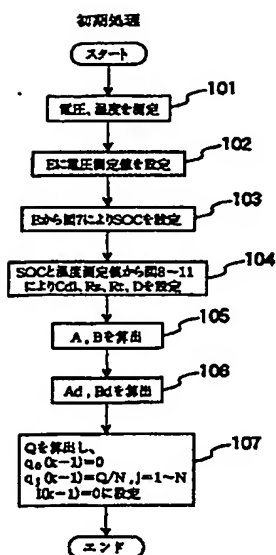 初期処理
スタート
101
電圧、温度を測定
102
Eに電圧測定値を設定
103
Eから図7によりSOCを設定
104
SOCと温度測定値から図8~11
によりCdl、Rs、Rr、Dを設定
105
A,Bを算出
106
Ad,Bdを算出
107
Qを算出し、
q₀(k-1)=0
qⱼ(k-1)=Q/N,j=1~N
I(k-1)=0に設定
エンド